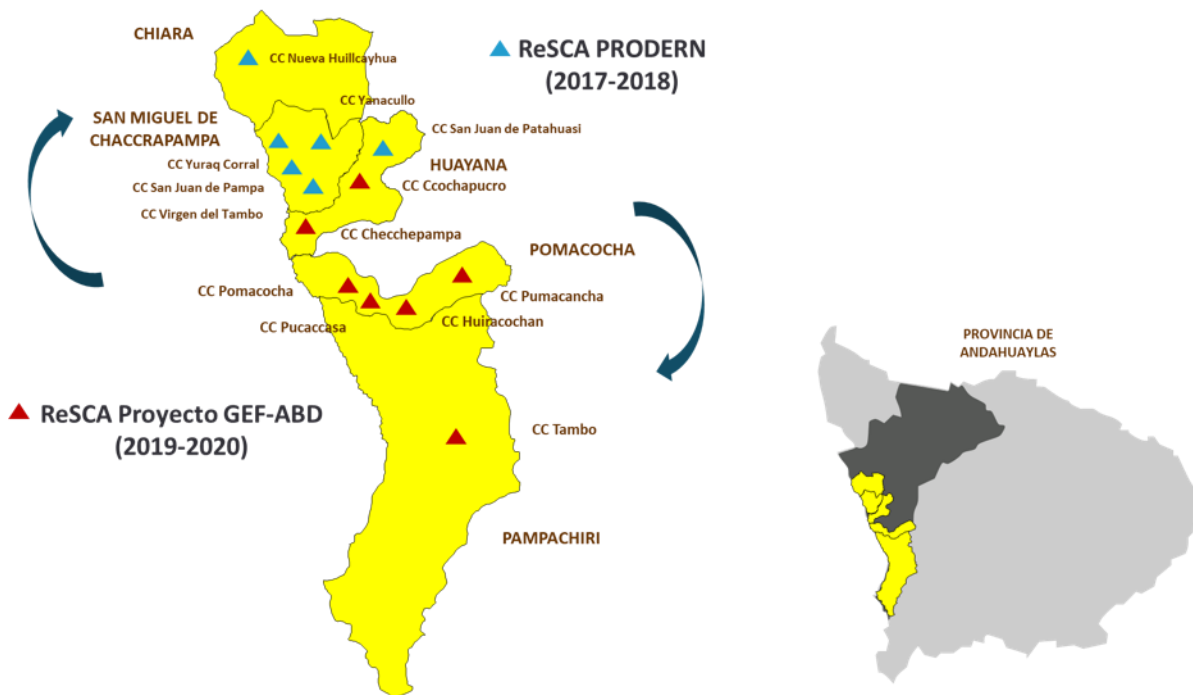 CHIARA
CC Nueva Huillcayhua
ReSCA PRODERN
(2017-2018)
CC Yanacullo
SAN MIGUEL DE
CHACCRAPAMPA
CC San Juan de Patahuasi
HUAYANA
CC Yuraq Corral
CC San Juan de Pampa
CC Ccochapucro
CC Virgen del Tambo
CC Checchepampa
POMACOCHA
CC Pomacocha
CC Pumacancha
CC Pucaccasa
CC Huiracochan
PROVINCIA DE
ANDAHUAYLAS
ReSCA Proyecto GEF-ABD
(2019-2020)
CC Tambo
PAMPACHIRI